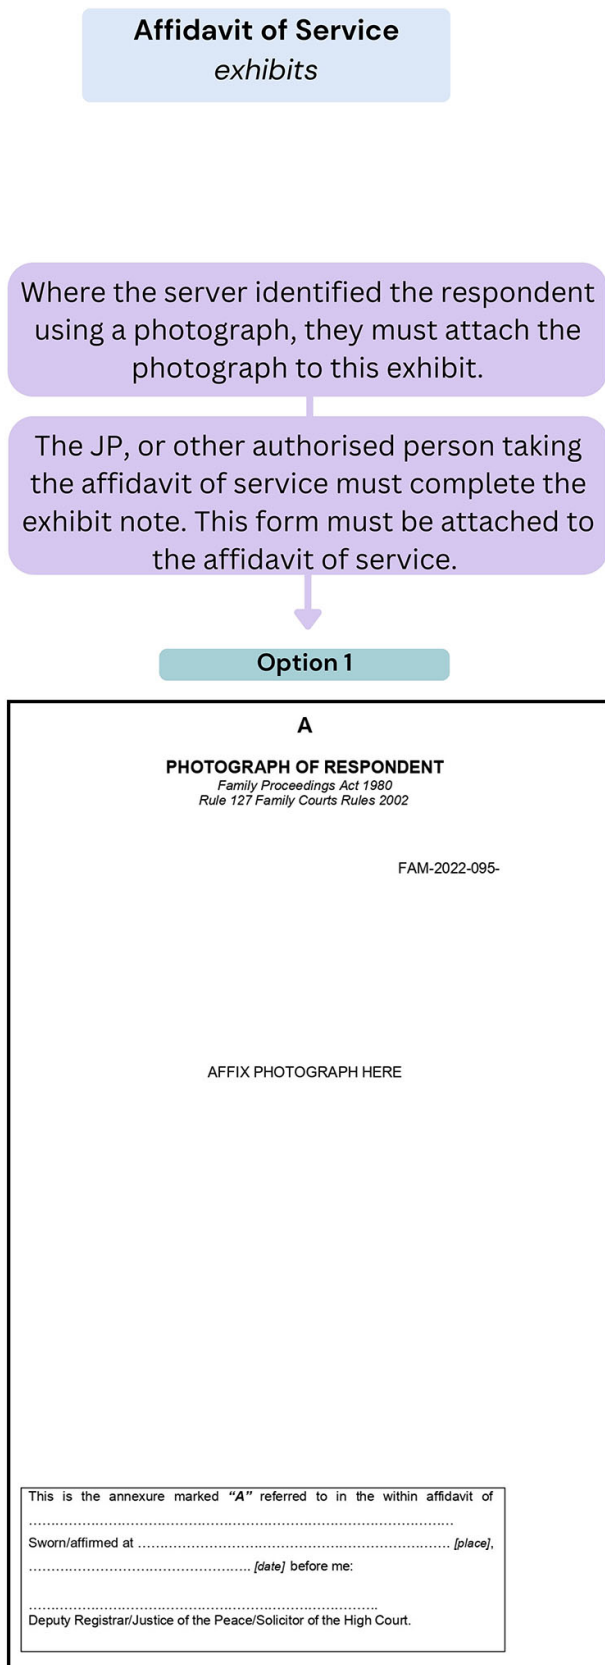 Affidavit of Service
exhibits
Where the server identified the respondent
using a photograph, they must attach the
photograph to this exhibit.
The JP, or other authorised person taking
the affidavit of service must complete the
exhibit note. This form must be attached to
the affidavit of service.
Option 1
A
PHOTOGRAPH OF RESPONDENT
Family Proceedings Act 1980
Rule 127 Family Courts Rules 2002
FAM-2022-095-
AFFIX PHOTOGRAPH HERE
This is the annexure marked "A" referred to in the within affidavit of
………………………………………………………………………………….
Sworn/affirmed at ……………………………………………………………. [place],
…………………………………………. [date] before me:
……………………………………………………………………
Deputy Registrar/Justice of the Peace/Solicitor of the High Court.